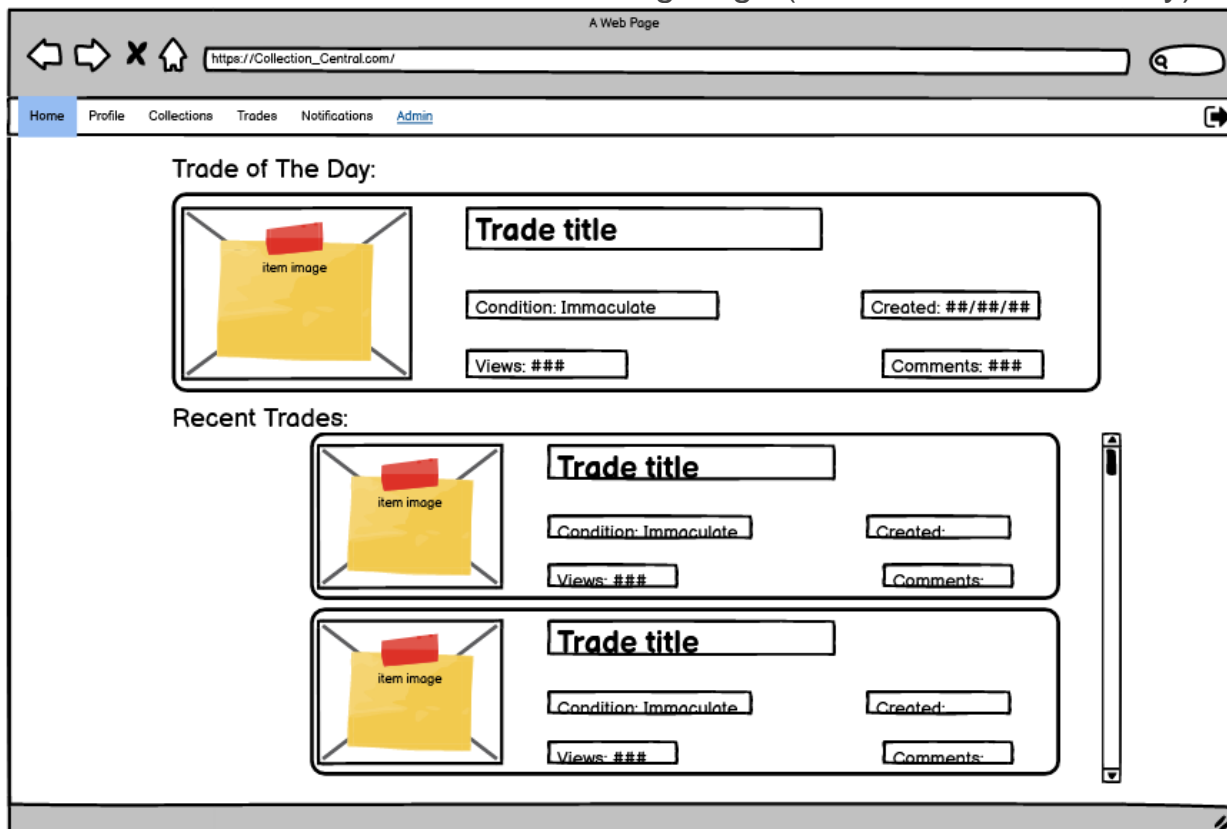 A Web Page
https://Collection_Central.com/
Home Profile Collections Trades Notifications Admin
Trade of The Day:
item image
Trade title
Condition: Immaculate
Created: ##/##/##
Views: ###
Comments: ###
Recent Trades:
item image
Trade title
Condition: Immaculate
Created:
Views: ###
Comments:
item image
Trade title
Condition: Immaculate
Created:
Views: ###
Comments: